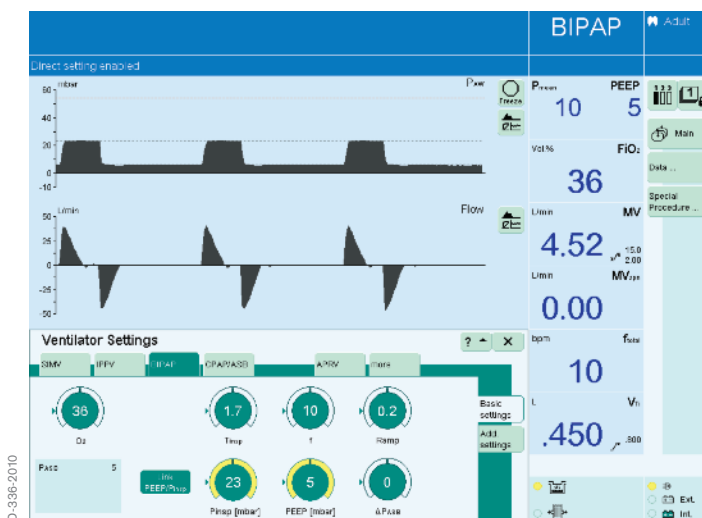 BIPAP
Adult
Direct setting enabled
mbar
Paw
60
40
20
0
-10
Freeze
L/min
Flow
50
25
0
-25
-50
Pmean
PEEP
10
5
Vol.%
FiO2
36
L/min
MV
4.52
15.0
2.00
L/min
MVspn
0.00
bpm
ftotal
10
L
.450
Main
Data ...
Special
Procedure ...
Ventilator Settings
?
SIMV
IPPV
BIPAP
CPAP/ASB
APRV
more
36
1.7
10
0.2
O2
Tinsp
f
Ramp
Basic
settings
Add.
settings
5
Link
PEEP/Pinsp
23
5
0
Pinsp [mbar]
PEEP [mbar]
Ext.
Int.
D-336-2010